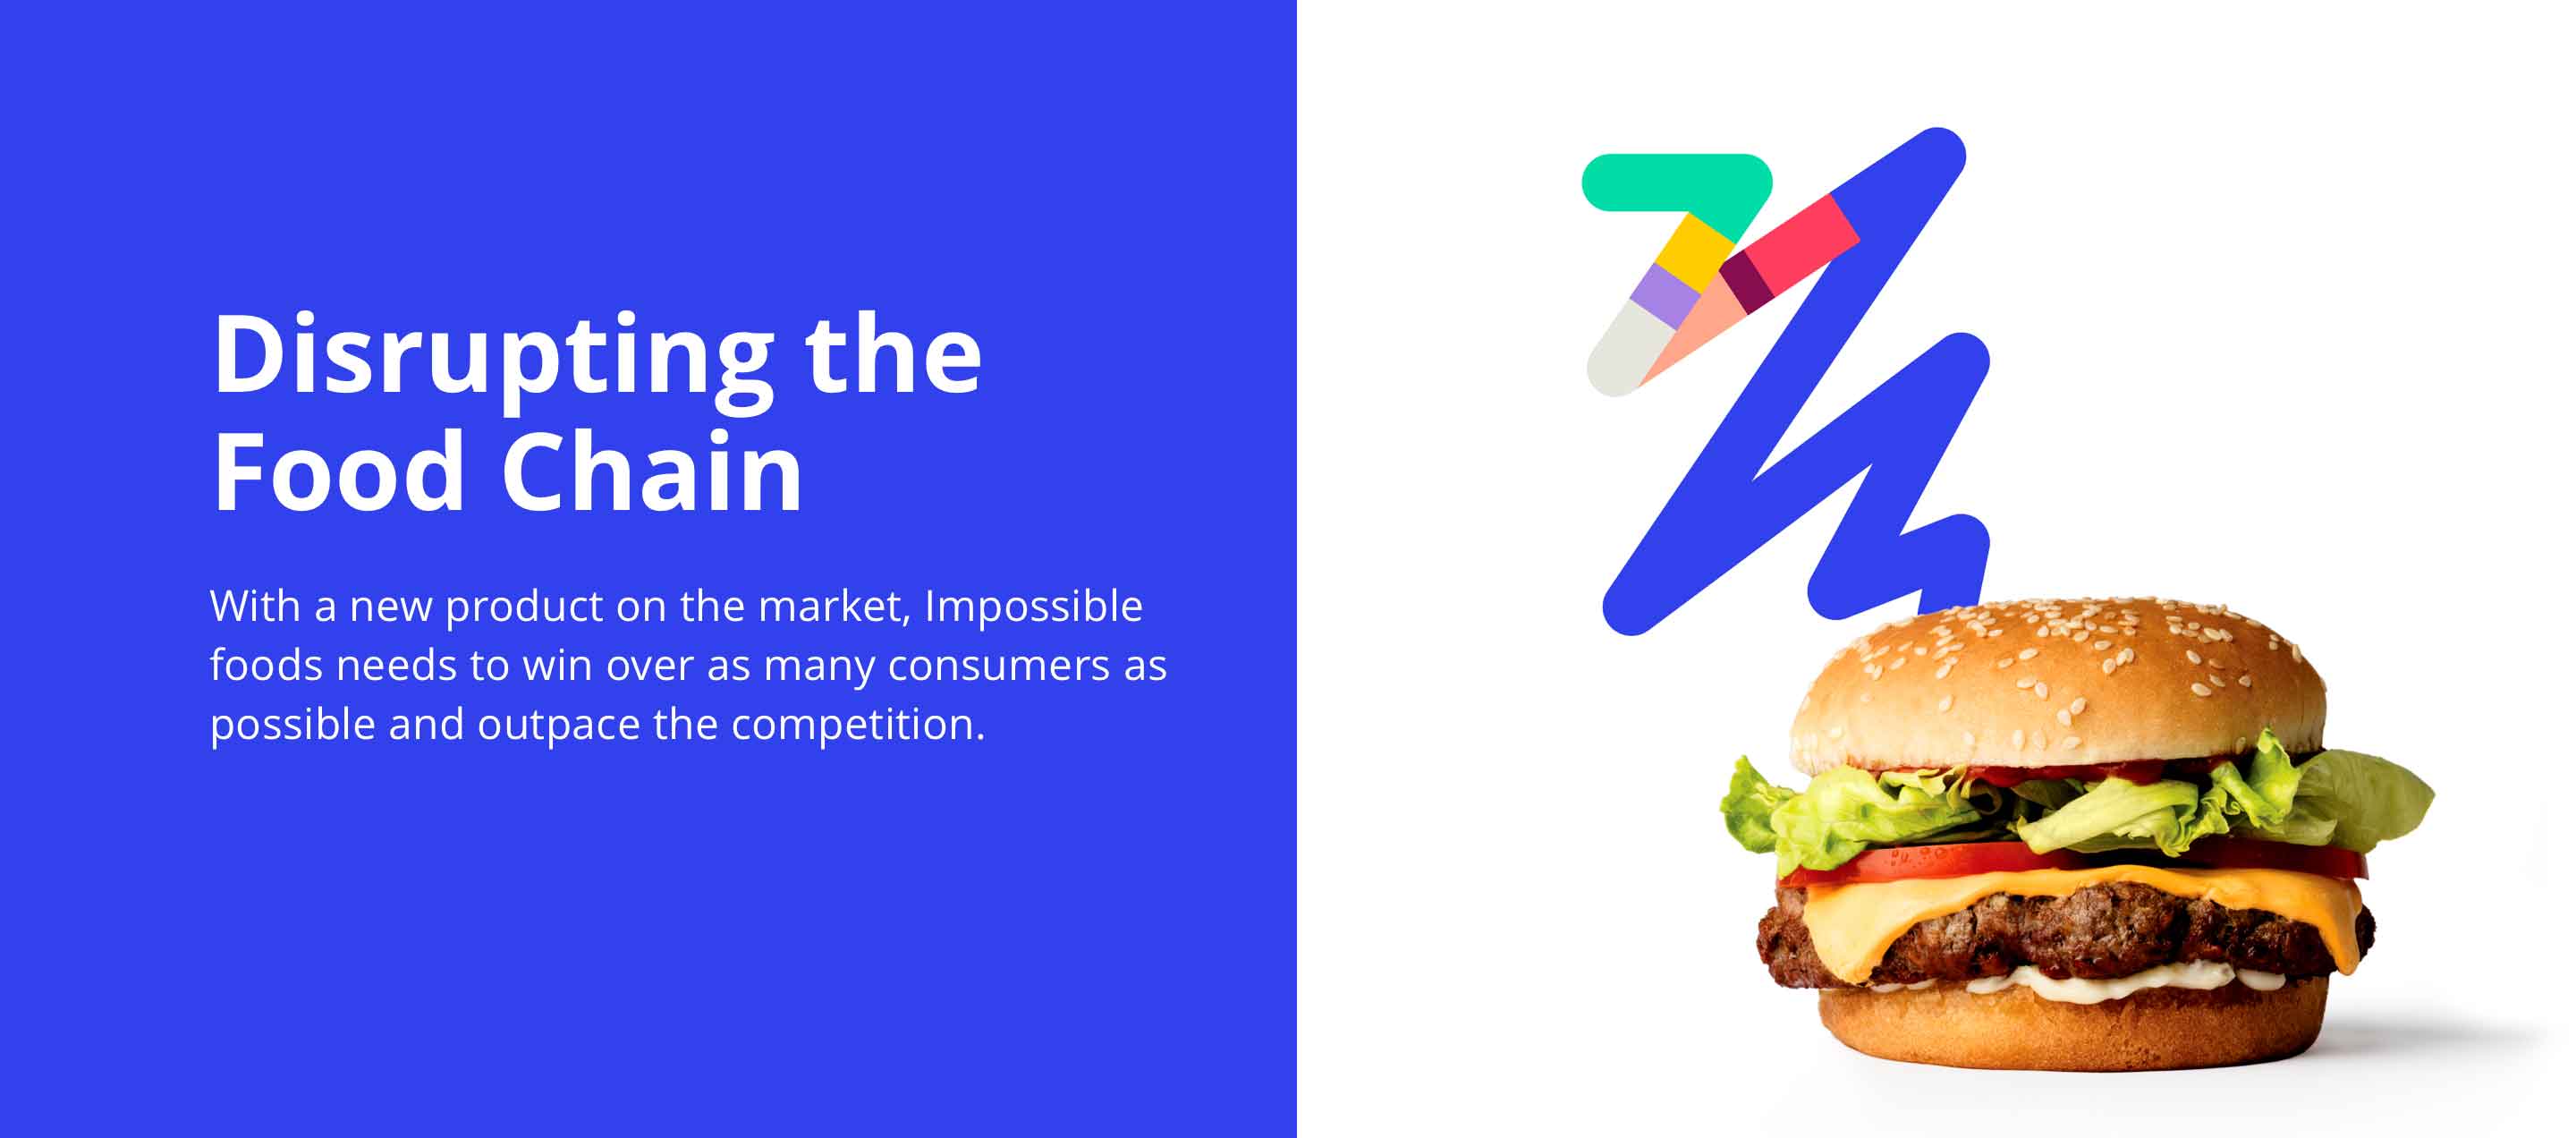 Disrupting the
Food Chain
With a new product on the market, Impossible
foods needs to win over as many consumers as
possible and outpace the competition.